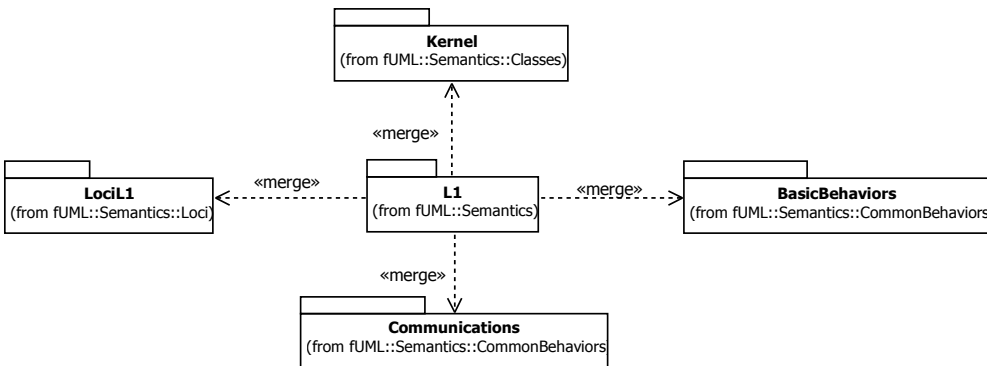 Kernel
(from fUML::Semantics::Classes)
«merge»
«merge»
«merge»
LociL1
(from fUML::Semantics::Loci)
L1
(from fUML::Semantics)
BasicBehaviors
(from fUML::Semantics::CommonBehaviors
«merge»
Communications
(from fUML::Semantics::CommonBehaviors